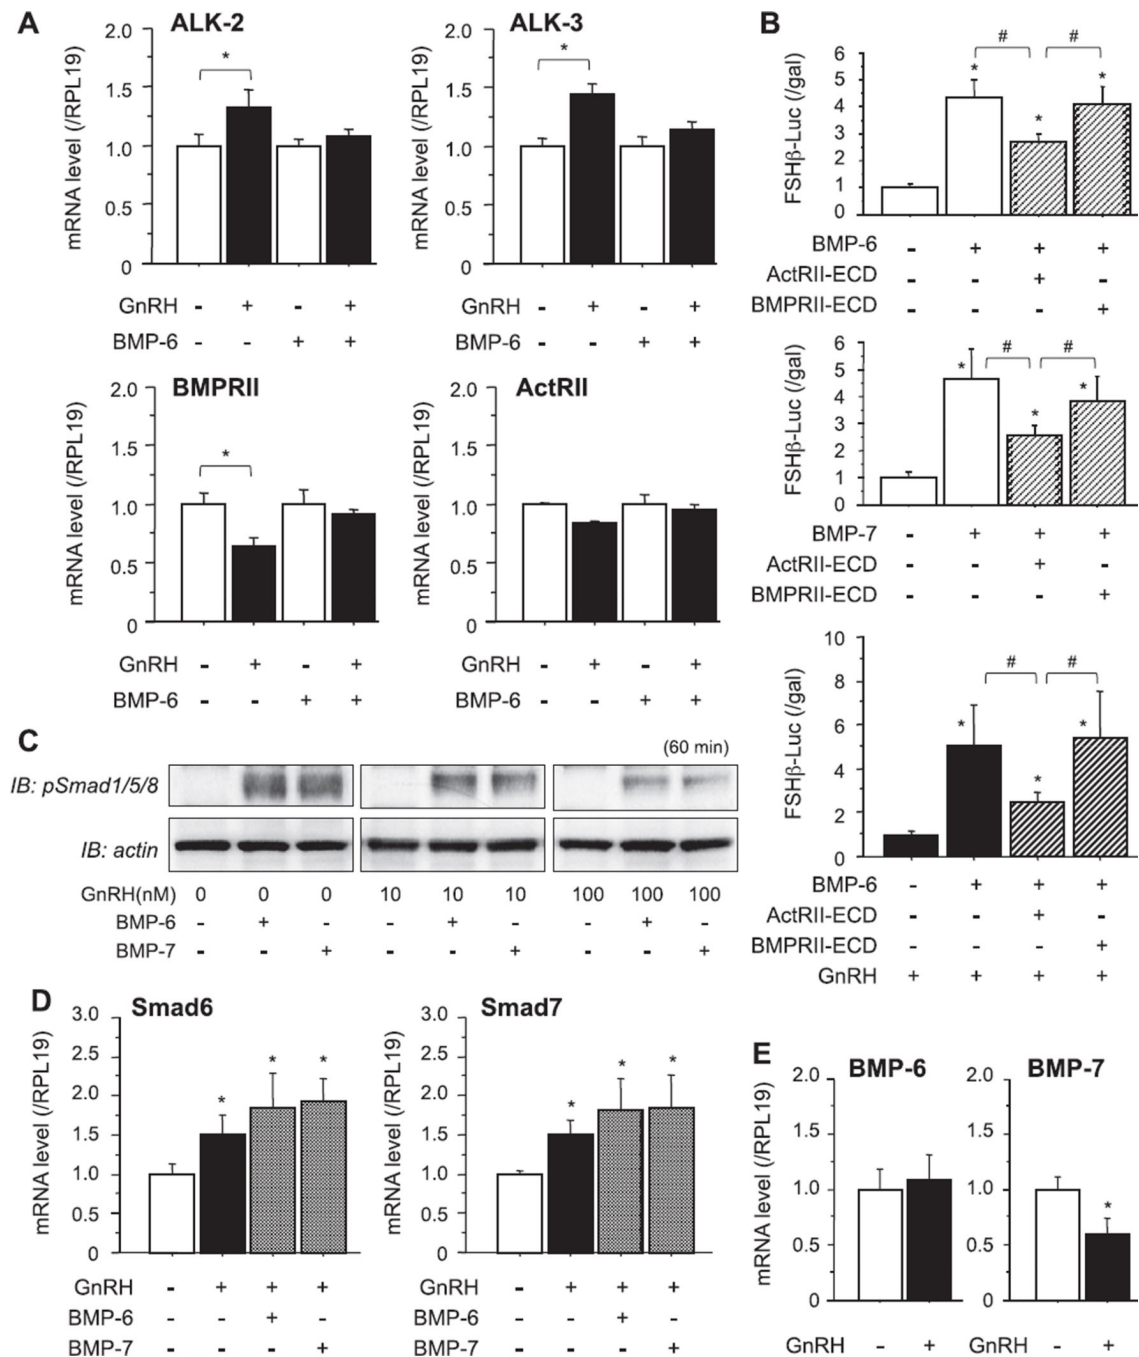 A
ALK-2
mRNA level (/RPL19)
2.0
1.5
1.0
0.5
0
*
GnRH - + - +
BMP-6 - - + +
ALK-3
mRNA level (/RPL19)
2.0
1.5
1.0
0.5
0
*
GnRH - + - +
BMP-6 - - + +
BMPRII
mRNA level (/RPL19)
2.0
1.5
1.0
0.5
0
*
GnRH - + - +
BMP-6 - - + +
ActRII
mRNA level (/RPL19)
2.0
1.5
1.0
0.5
0
GnRH - + - +
BMP-6 - - + +
B
FSHβ-Luc (/gal)
6
5
4
3
2
1
0
# #
* * *
BMP-6 - + + +
ActRII-ECD - - + -
BMPRII-ECD - - - +
FSHβ-Luc (/gal)
6
5
4
3
2
1
0
# #
* * *
BMP-7 - + + +
ActRII-ECD - - + -
BMPRII-ECD - - - +
FSHβ-Luc (/gal)
10
8
6
4
2
0
# #
* * *
BMP-6 - + + +
ActRII-ECD - - + -
BMPRII-ECD - - - +
GnRH + + + +
C
(60 min)
IB: pSmad1/5/8
IB: actin
GnRH(nM) 0 0 0 10 10 10 100 100 100
BMP-6 - + - - + - - + -
BMP-7 - - + - - + - - +
D
Smad6
mRNA level (/RPL19)
3.0
2.5
2.0
1.5
1.0
0.5
0
* * *
GnRH - + + +
BMP-6 - - + -
BMP-7 - - - +
Smad7
mRNA level (/RPL19)
3.0
2.5
2.0
1.5
1.0
0.5
0
* * *
GnRH - + + +
BMP-6 - - + -
BMP-7 - - - +
E
BMP-6
mRNA level (/RPL19)
2.0
1.5
1.0
0.5
0
GnRH - +
BMP-7
2.0
1.5
1.0
0.5
0
*
GnRH - +